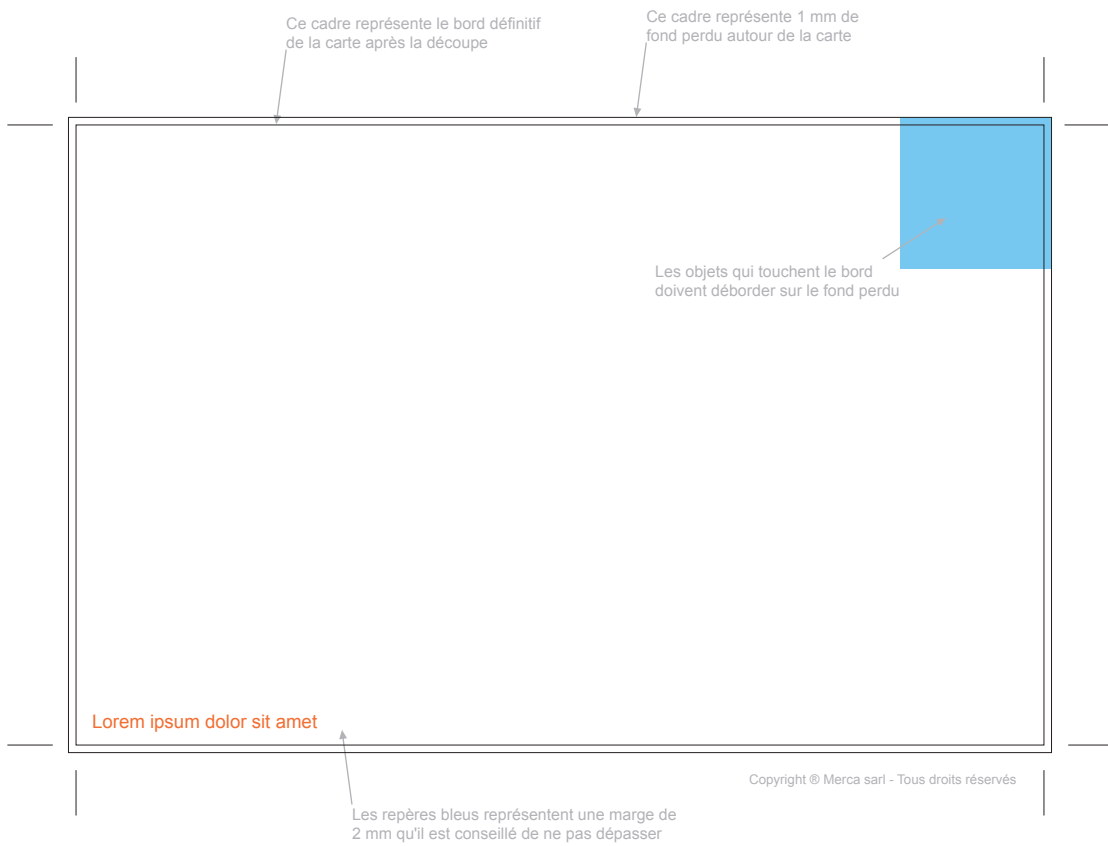 Ce cadre représente le bord définitif
de la carte après la découpe
Ce cadre représente 1 mm de
fond perdu autour de la carte
Les objets qui touchent le bord
doivent déborder sur le fond perdu
Lorem ipsum dolor sit amet
Copyright ® Merca sarl - Tous droits réservés
Les repères bleus représentent une marge de
2 mm qu'il est conseillé de ne pas dépasser